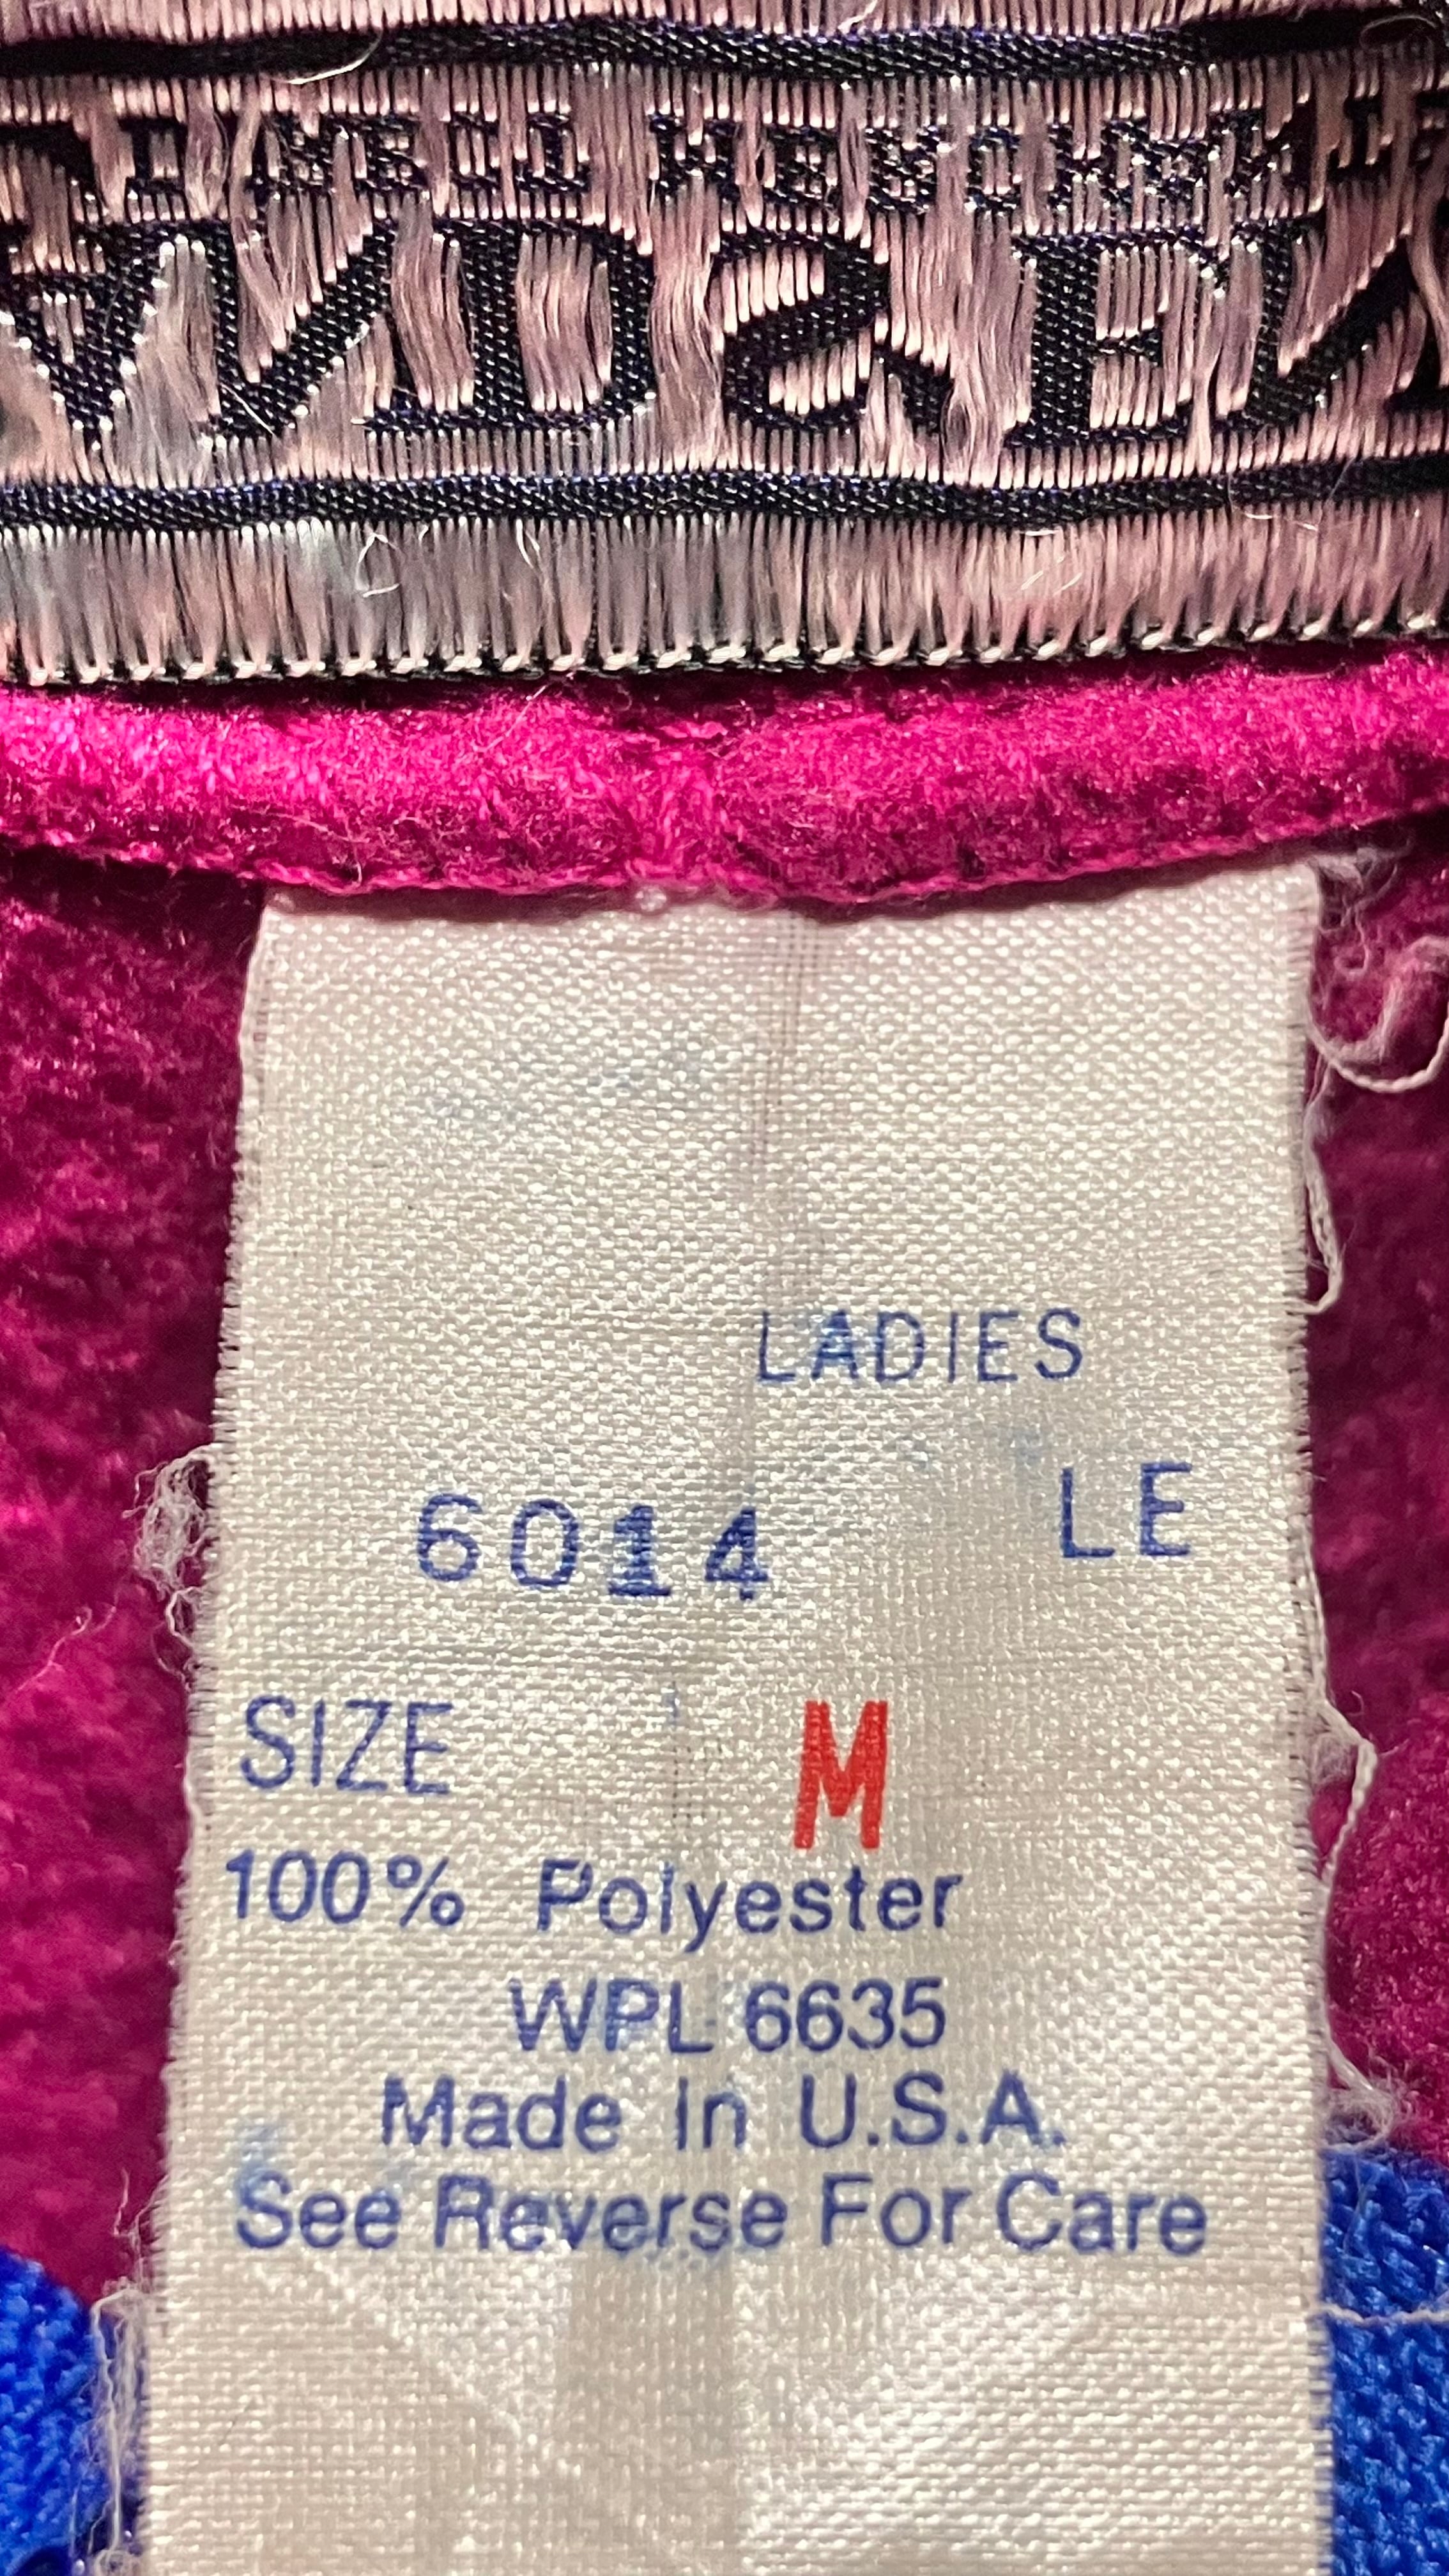 LADIES
6014 LE
SIZE M
100% Polyester
WPL 6635
Made In U.S.A.
See Reverse For Care